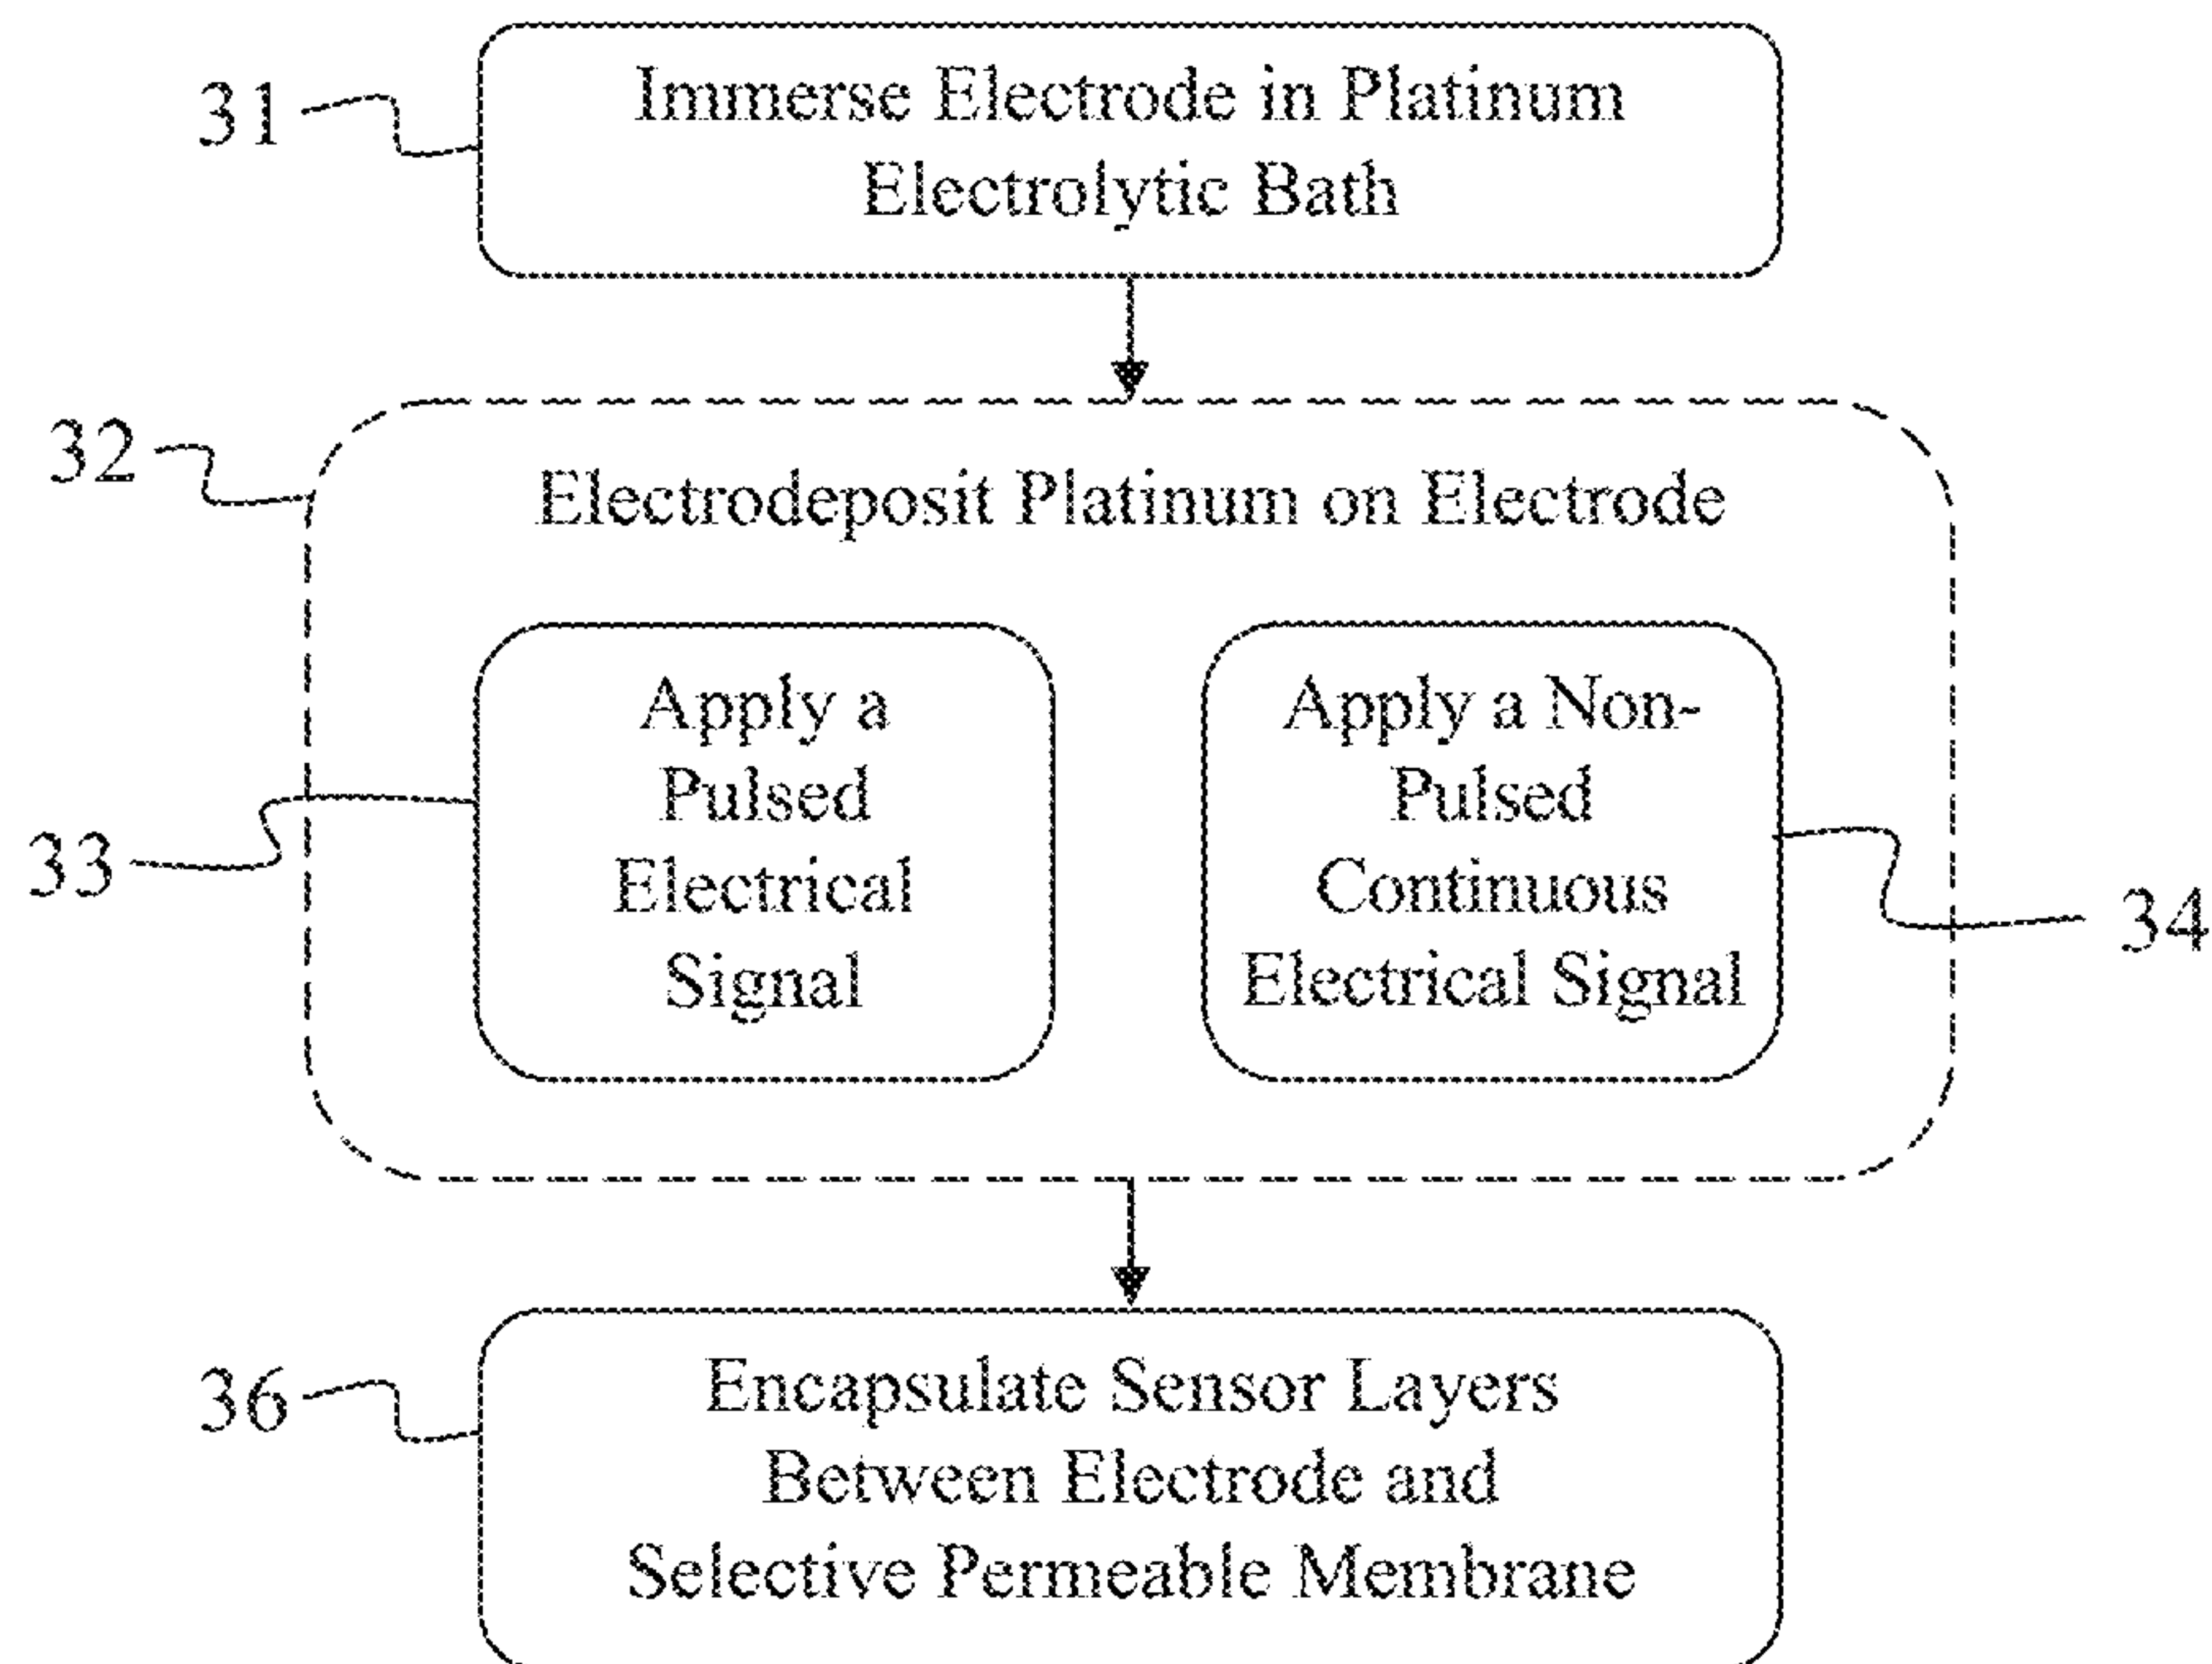 31
Immerse Electrode in Platinum
Electrolytic Bath
32
Electrodeposit Platinum on Electrode
33
Apply a
Pulsed
Electrical
Signal
Apply a Non-
Pulsed
Continuous
Electrical Signal
34
36
Encapsulate Sensor Layers
Between Electrode and
Selective Permeable Membrane